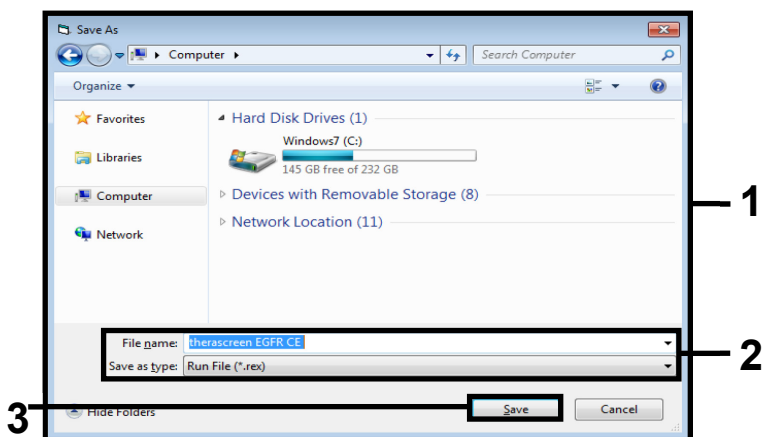 Save As
Computer
Search Computer
Organize
Favorites
Hard Disk Drives (1)
Windows7 (C:)
145 GB free of 232 GB
Libraries
Computer
Devices with Removable Storage (8)
1
Network Location (11)
Network
File name: therascreen EGFR CE
Save as type: Run File (*.rex)
2
3
Hide Folders
Save
Cancel